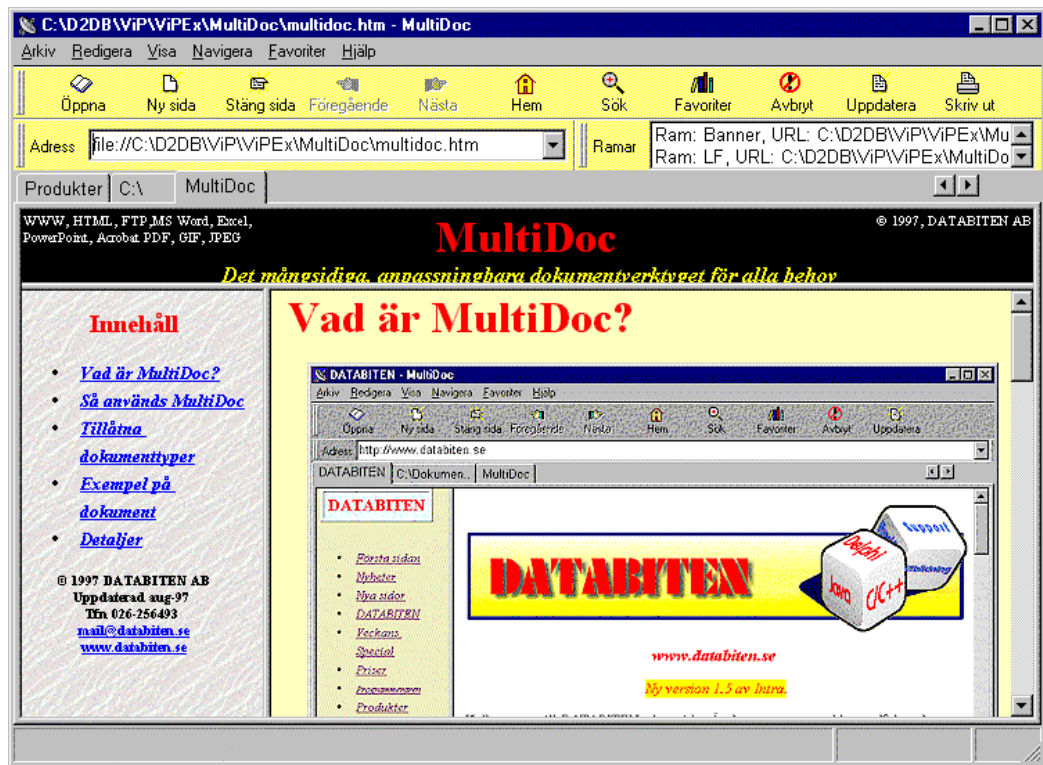 C:\D2DB\ViP\ViPEx\MultiDoc\multidoc.htm - MultiDoc
Arkiv Redigera Visa Navigera Favoriter Hjälp
Öppna Ny sida Stäng sida Föregående Nästa Hem Sök Favoriter Avbryt Uppdatera Skriv ut
Adress file://C:\D2DB\ViP\ViPEx\MultiDoc\multidoc.htm Ramar
Ram: Banner, URL: C:\D2DB\ViP\ViPEx\Mu
Ram: LF, URL: C:\D2DB\ViP\ViPEx\MultiDo
Produkter C:\ MultiDoc
WWW, HTML, FTP,MS Word, Excel,
PowerPoint, Acrobat PDF, GIF, JPEG
MultiDoc
© 1997, DATABITEN AB
Det mångsidiga, anpassningbara dokumentverktyget för alla behov
Innehåll
Vad är MultiDoc?
Så används MultiDoc
Tillåtna
dokumenttyper
Exempel på
dokument
Detaljer
© 1997 DATABITEN AB
Uppdaterad aug-97
Tfn 026-256493
mail@databiten.se
www.databiten.se
Vad är MultiDoc?
DATABITEN - MultiDoc
Arkiv Redigera Visa Navigera Favoriter Hjälp
Öppna Ny sida Stäng sida Föregående Nästa Hem Sök Favoriter Avbryt Uppdatera
Adress http://www.databiten.se
DATABITEN C:\Dokumen.. MultiDoc
DATABITEN
Första sidan
Nyheter
Nya sidor
DATABITEN
Veckans
Special
Priser
Programmering
Produkter
DATABITEN
Delphi
Java
C/C++
Support
www.databiten.se
Ny version 1.5 av Intra.